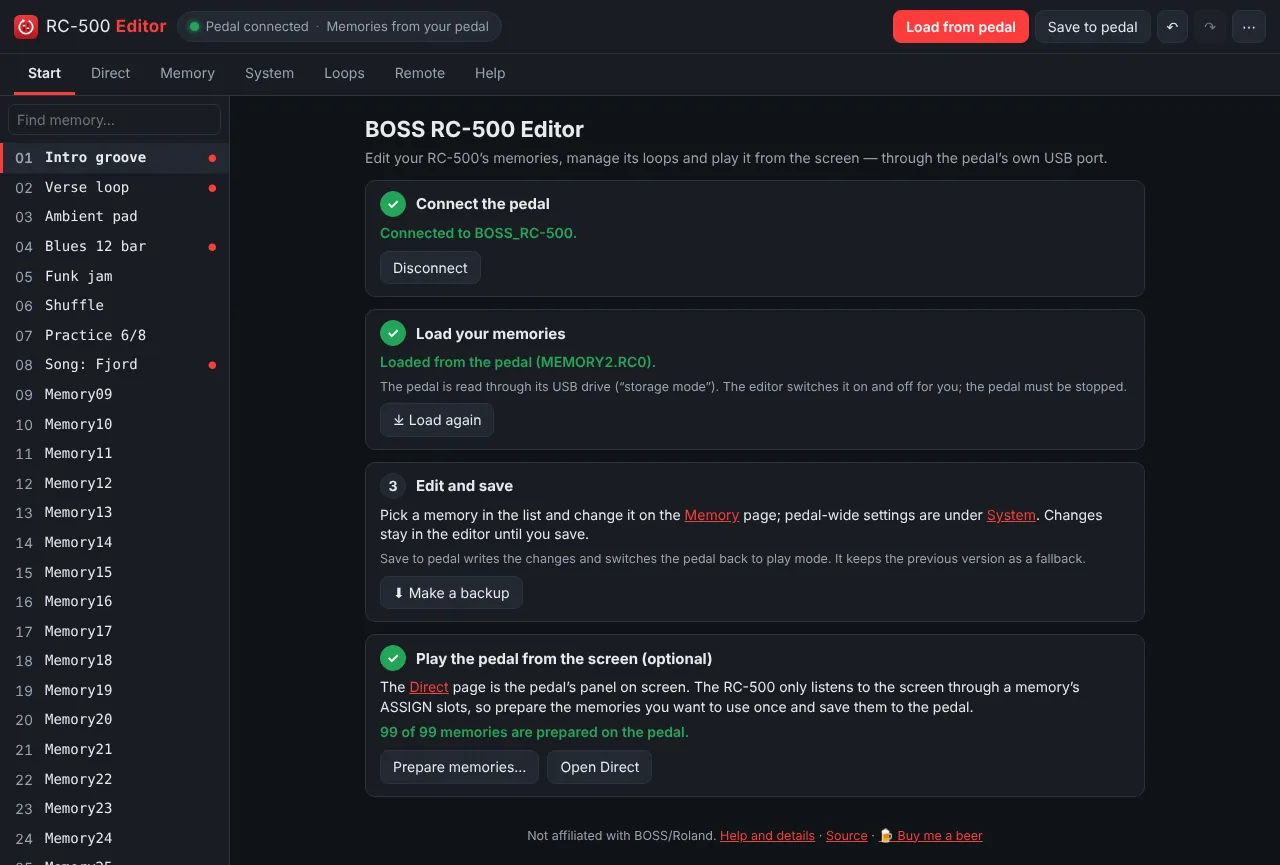 RC-500 Editor
Pedal connected · Memories from your pedal
Load from pedal
Save to pedal
Start
Direct
Memory
System
Loops
Remote
Help
Find memory...
01 Intro groove
02 Verse loop
03 Ambient pad
04 Blues 12 bar
05 Funk jam
06 Shuffle
07 Practice 6/8
08 Song: Fjord
09 Memory09
10 Memory10
11 Memory11
12 Memory12
13 Memory13
14 Memory14
15 Memory15
16 Memory16
17 Memory17
18 Memory18
19 Memory19
20 Memory20
21 Memory21
22 Memory22
23 Memory23
24 Memory24
BOSS RC-500 Editor
Edit your RC-500’s memories, manage its loops and play it from the screen — through the pedal’s own USB port.
Connect the pedal
Connected to BOSS_RC-500.
Disconnect
Load your memories
Loaded from the pedal (MEMORY2.RC0).
The pedal is read through its USB drive (“storage mode”). The editor switches it on and off for you; the pedal must be stopped.
Load again
3 Edit and save
Pick a memory in the list and change it on the Memory page; pedal-wide settings are under System. Changes
stay in the editor until you save.
Save to pedal writes the changes and switches the pedal back to play mode. It keeps the previous version as a fallback.
⬇ Make a backup
Play the pedal from the screen (optional)
The Direct page is the pedal’s panel on screen. The RC-500 only listens to the screen through a memory’s
ASSIGN slots, so prepare the memories you want to use once and save them to the pedal.
99 of 99 memories are prepared on the pedal.
Prepare memories...
Open Direct
Not affiliated with BOSS/Roland. Help and details · Source · 🍺 Buy me a beer